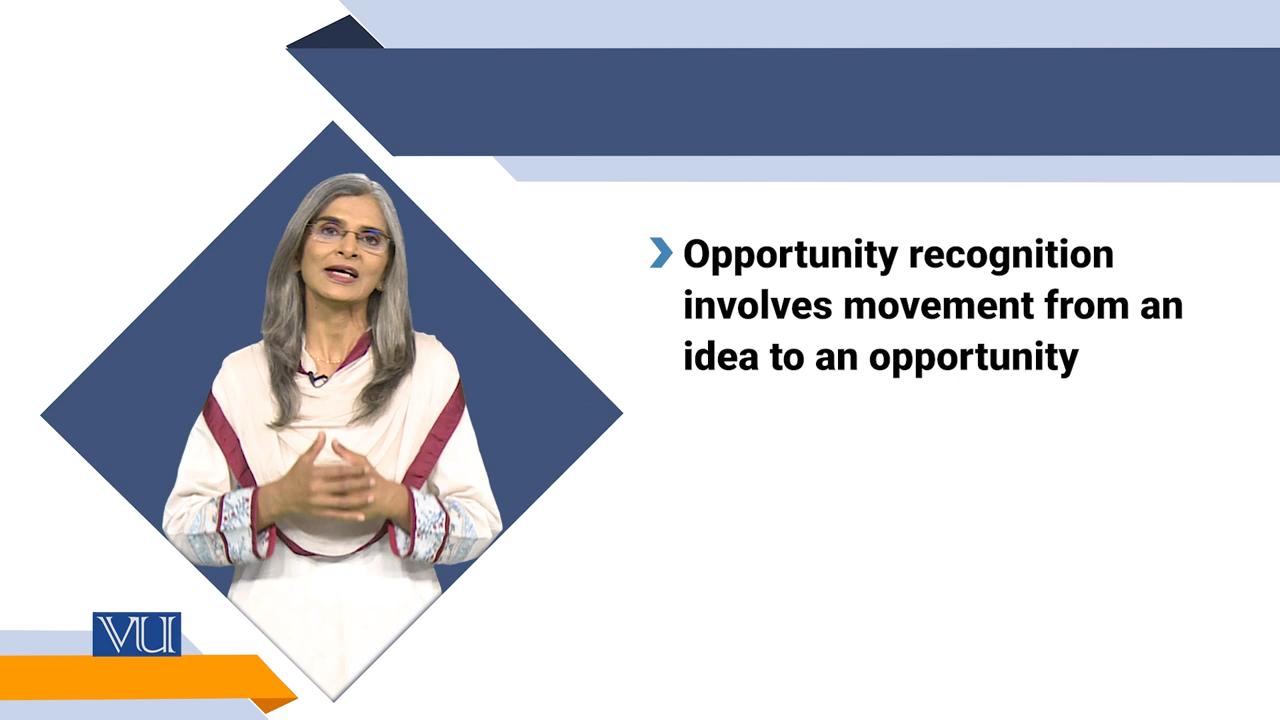 Opportunity recognition
involves movement from an
idea to an opportunity
VU